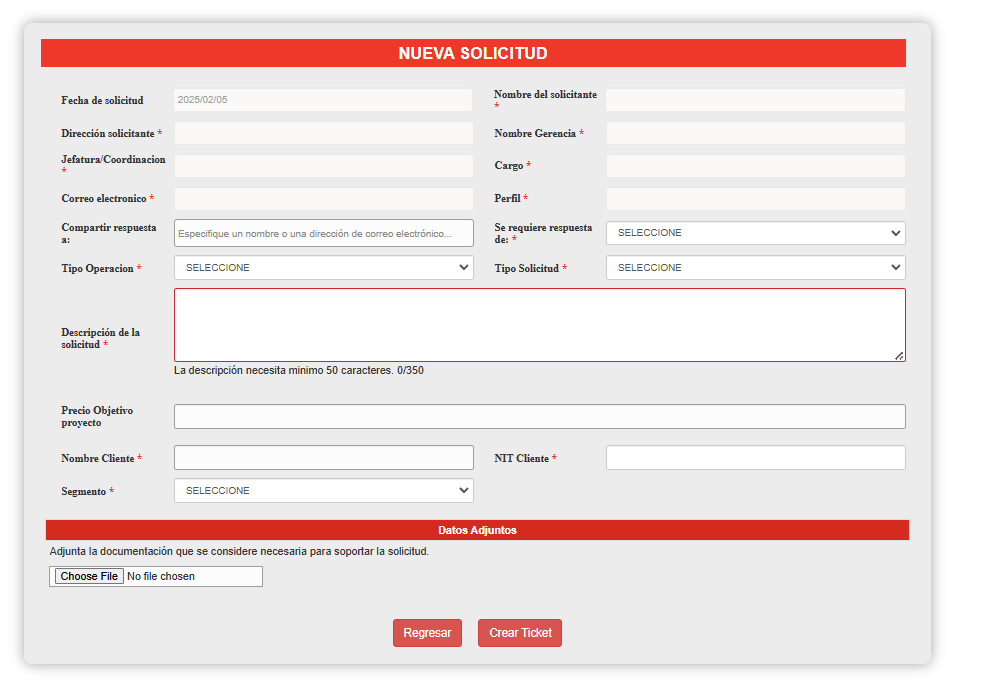 NUEVA SOLICITUD
Fecha de solicitud
2025/02/05
Nombre del solicitante
*
Dirección solicitante *
Nombre Gerencia *
Jefatura/Coordinacion
*
Cargo *
Correo electronico *
Perfil *
Compartir respuesta
a:
Especifique un nombre o una dirección de correo electrónico...
Se requiere respuesta
de: *
SELECCIONE
Tipo Operacion *
SELECCIONE
Tipo Solicitud *
SELECCIONE
Descripción de la
solicitud *
La descripción necesita minimo 50 caracteres. 0/350
Precio Objetivo
proyecto
Nombre Cliente *
NIT Cliente *
Segmento *
SELECCIONE
Datos Adjuntos
Adjunta la documentación que se considere necesaria para soportar la solicitud.
Choose File No file chosen
Regresar
Crear Ticket